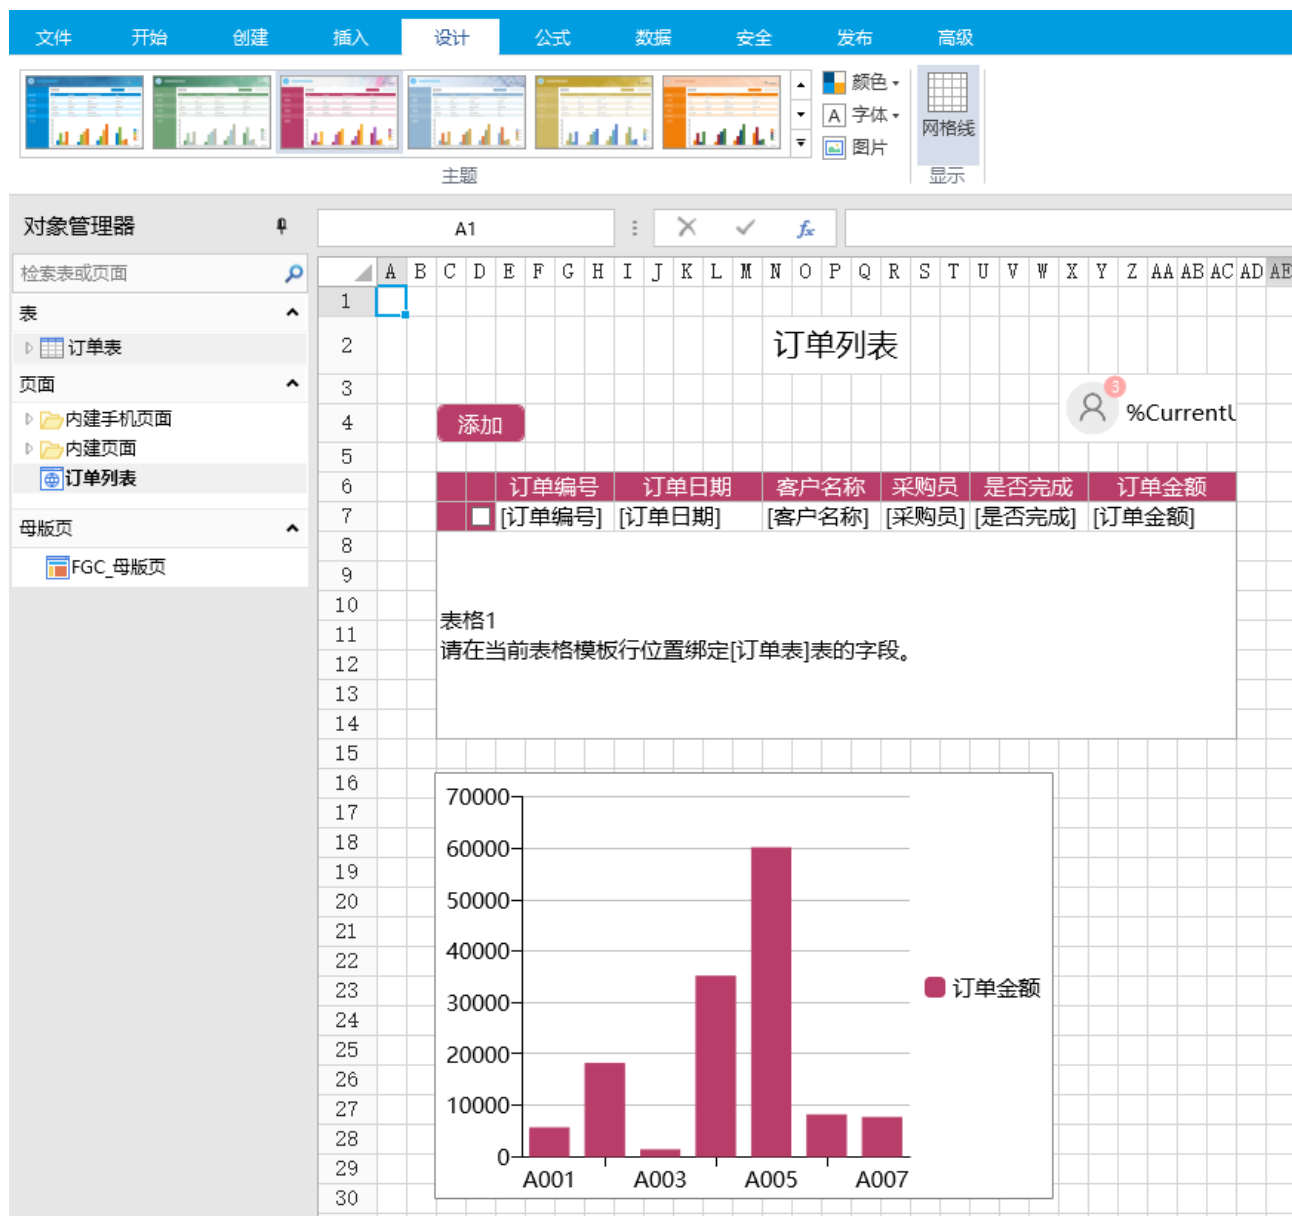 文件 开始 创建 插入 设计 公式 数据 安全 发布 高级
颜色
A 字体
图片
网格线
主题 显示
对象管理器
A1 fx
检索表或页面
表
订单表
页面
内建手机页面
内建页面
订单列表
母版页
FGC_母版页
A B C D E F G H I J K L M N O P Q R S T U V W X Y Z AA AB AC AD AE
1
2 订单列表
3 3
4 添加 %CurrentU
5
6 订单编号 订单日期 客户名称 采购员 是否完成 订单金额
7 [订单编号] [订单日期] [客户名称] [采购员] [是否完成] [订单金额]
8
9
10 表格1
11 请在当前表格模板行位置绑定[订单表]表的字段。
12
13
14
15
16 70000
17
18 60000
19
20 50000
21
22 40000
23 30000 订单金额
24
25 20000
26
27 10000
28
29 0
A001 A003 A005 A007
30